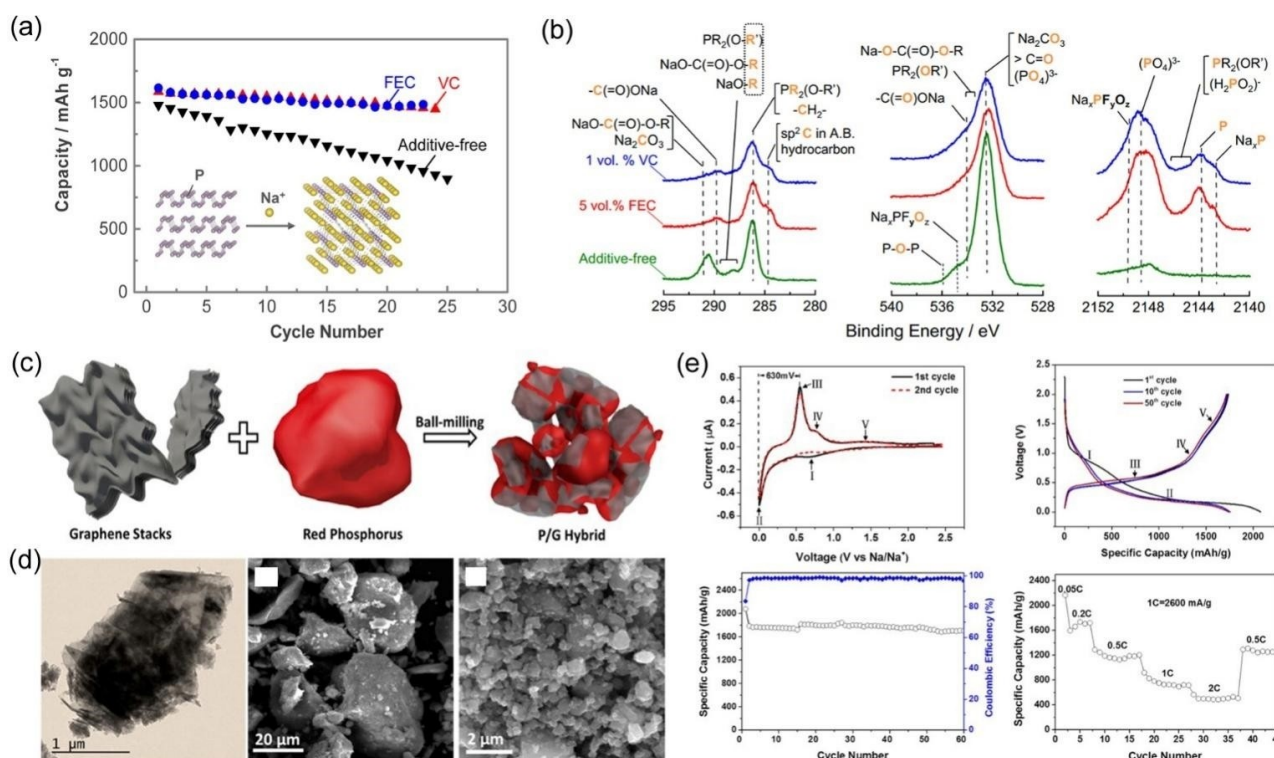 (a)
2000
1500
1000
500
0
Capacity / mAh g⁻¹
FEC
VC
Additive-free
P
Na⁺
0 5 10 15 20 25 30
Cycle Number
(b)
PR₂(O-R')
NaO-C(=O)-O-R
NaO-R
-C(=O)ONa
NaO-C(=O)-O-R
Na₂CO₃
PR₂(O-R')
-CH₂-
sp² C in A.B.
hydrocarbon
1 vol. % VC
5 vol.% FEC
Additive-free
295 290 285 280
Na-O-C(=O)-O-R
PR₂(OR')
-C(=O)ONa
Na₂CO₃
> C=O
(PO₄)³⁻
NaₓPFᵧO_z
P-O-P
540 536 532 528
(PO₄)³⁻
NaₓPFᵧO_z
PR₂(OR')
(H₂PO₂)⁻
P
NaₓP
2152 2148 2144 2140
Binding Energy / eV
(c)
Ball-milling
Graphene Stacks
Red Phosphorus
P/G Hybrid
(d)
1 μm
20 μm
2 μm
(e)
630mV
1st cycle
2nd cycle
III
IV
V
I
II
0.6
0.4
0.2
0.0
-0.2
-0.4
-0.6
Current (μA)
0.0 0.5 1.0 1.5 2.0 2.5
Voltage (V vs Na/Na⁺)
1ˢᵗ cycle
10ᵗʰ cycle
50ᵗʰ cycle
V
IV
I
III
II
2.5
2.0
1.5
1.0
0.5
0.0
Voltage (V)
0 400 800 1200 1600 2000
Specific Capacity (mAh/g)
2400
2000
1600
1200
800
400
0
Specific Capacity (mAh/g)
100
80
60
40
20
0
Coulombic Efficiency (%)
0 10 20 30 40 50 60
Cycle Number
0.05C
0.2C
0.5C
1C
2C
0.5C
1C=2600 mA/g
2400
2000
1600
1200
800
400
0
Specific Capacity (mAh/g)
0 5 10 15 20 25 30 35 40
Cycle Number